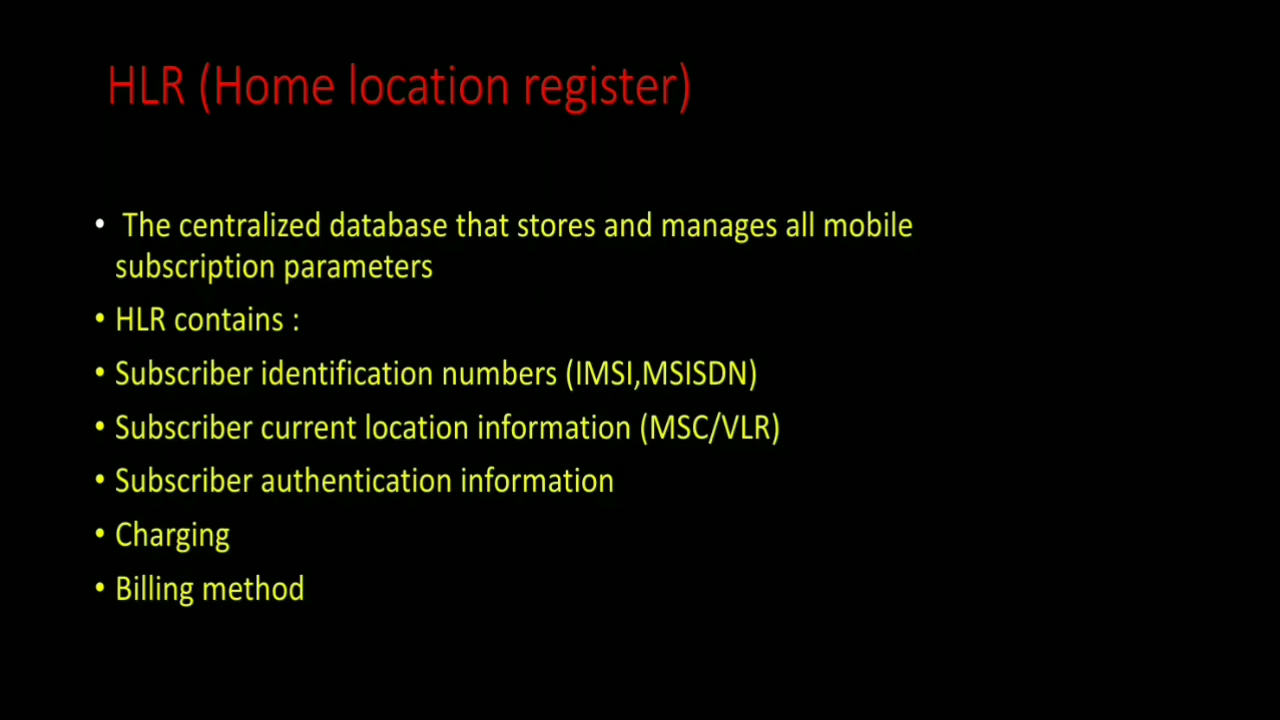 HLR (Home location register)
• The centralized database that stores and manages all mobile
subscription parameters
• HLR contains :
• Subscriber identification numbers (IMSI,MSISDN)
• Subscriber current location information (MSC/VLR)
• Subscriber authentication information
• Charging
• Billing method